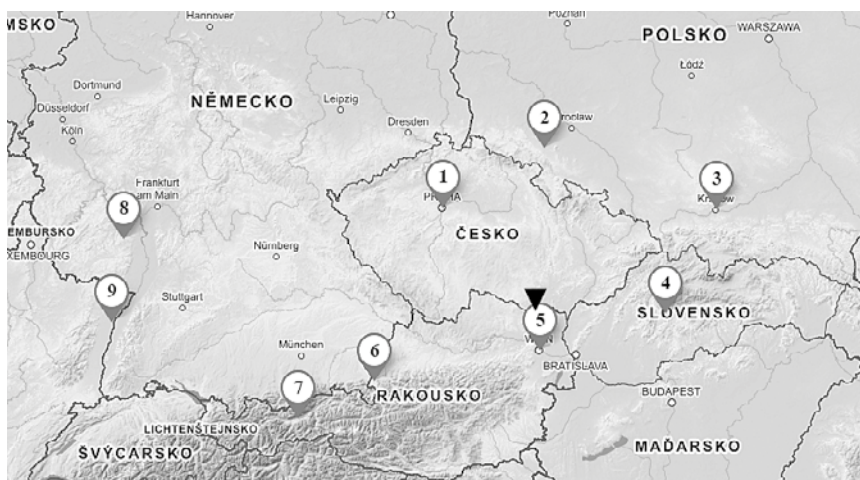 Hannover
Poznań
POLSKO
WARSZAWA
MSKO
Łódź
Dortmund
NĚMECKO
Leipzig
Düsseldorf
Köln
Dresden
2
roclaw
1
3
PRAHA
Kraków
Frankfurt
am Main
8
EMBURSKO
XEMBOURG
ČESKO
Nürnberg
9
4
Stuttgart
SLOVENSKO
5
WIEN
München
6
BRATISLAVA
7
RAKOUSKO
BUDAPEST
LICHTENŠTEJNSKO
ŠVÝCARSKO
MAĎARSKO